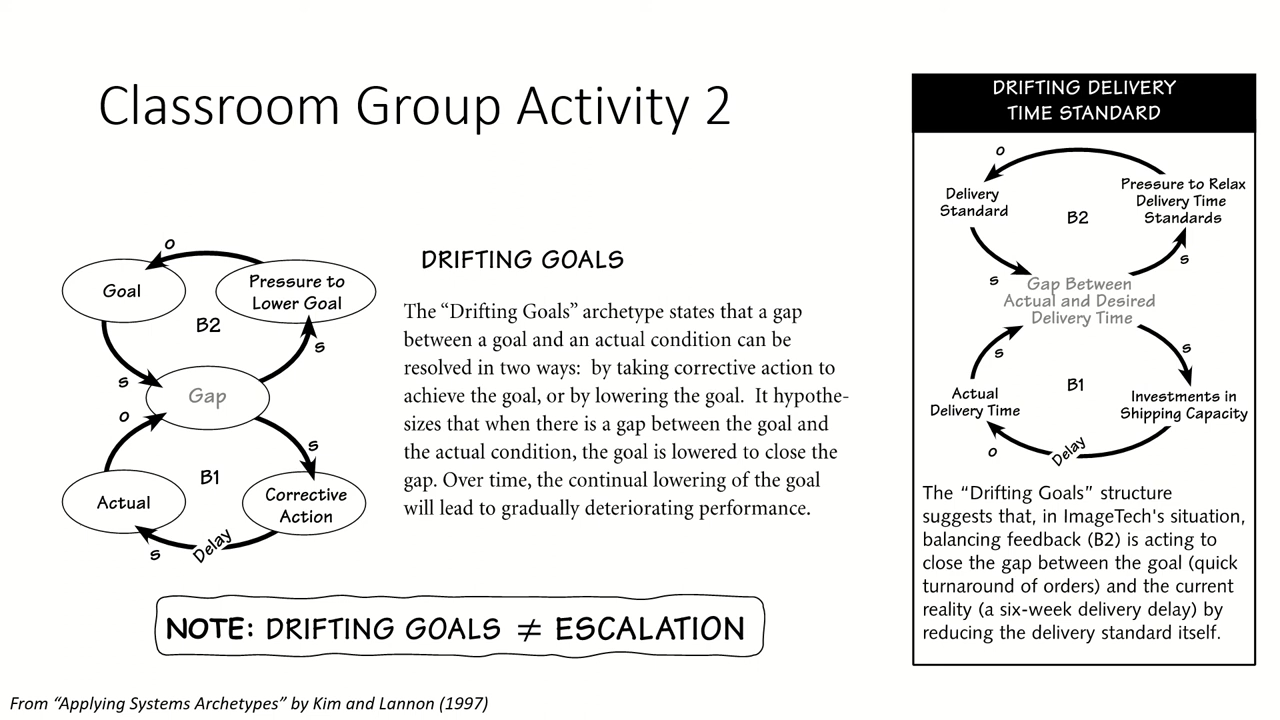 Classroom Group Activity 2
o
Goal
Pressure to
Lower Goal
B2
s
s
Gap
o
s
B1
Actual
Corrective
Action
s
Delay
DRIFTING GOALS
The “Drifting Goals” archetype states that a gap
between a goal and an actual condition can be
resolved in two ways: by taking corrective action to
achieve the goal, or by lowering the goal. It hypothe-
sizes that when there is a gap between the goal and
the actual condition, the goal is lowered to close the
gap. Over time, the continual lowering of the goal
will lead to gradually deteriorating performance.
NOTE: DRIFTING GOALS ≠ ESCALATION
From “Applying Systems Archetypes” by Kim and Lannon (1997)
DRIFTING DELIVERY
TIME STANDARD
o
Delivery
Standard
Pressure to Relax
Delivery Time
Standards
B2
s
s
Gap Between
Actual and Desired
Delivery Time
s
s
B1
Actual
Delivery Time
Investments in
Shipping Capacity
o
Delay
The “Drifting Goals” structure
suggests that, in ImageTech's situation,
balancing feedback (B2) is acting to
close the gap between the goal (quick
turnaround of orders) and the current
reality (a six-week delivery delay) by
reducing the delivery standard itself.